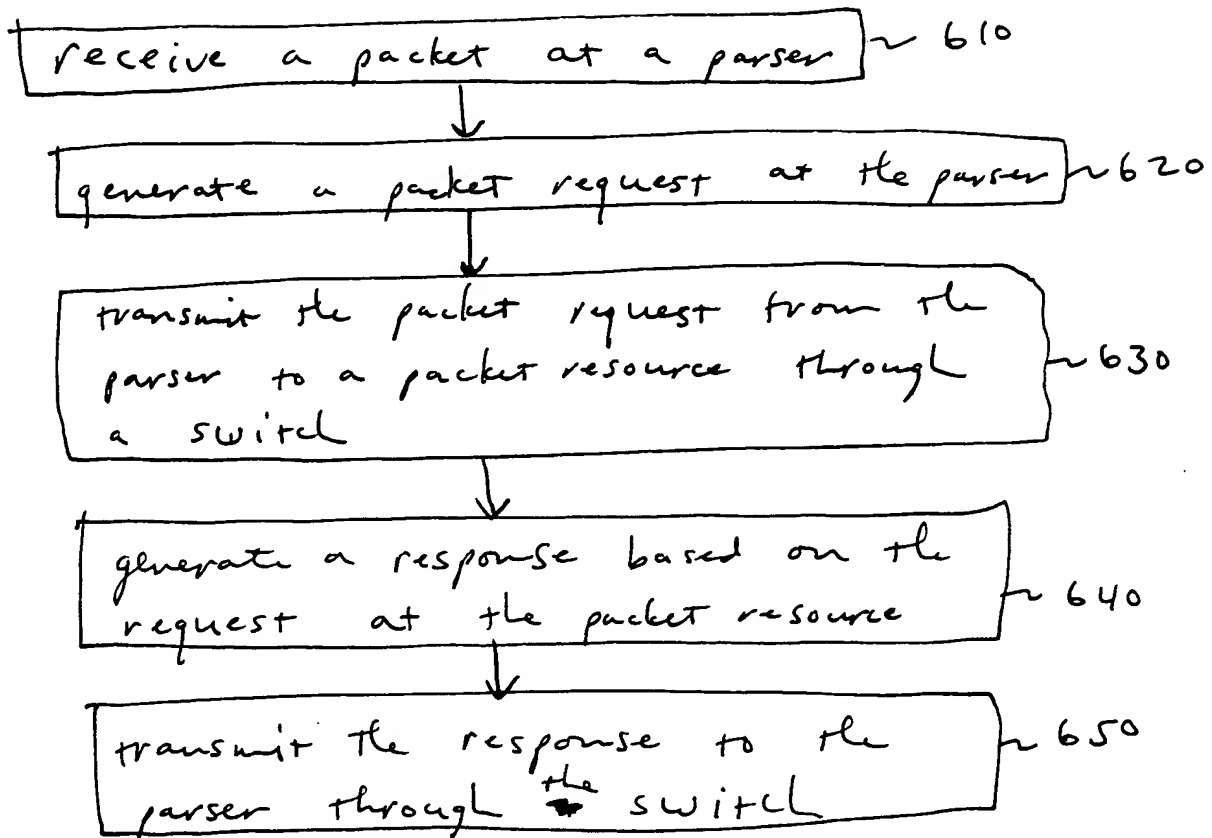 receive a packet at a parser ~ 610
generate a packet request at the parser ~ 620
transmit the packet request from the
parser to a packet resource through ~ 630
a switch
generate a response based on the
request at the packet resource ~ 640
transmit the response to the ~ 650
parser through the switch